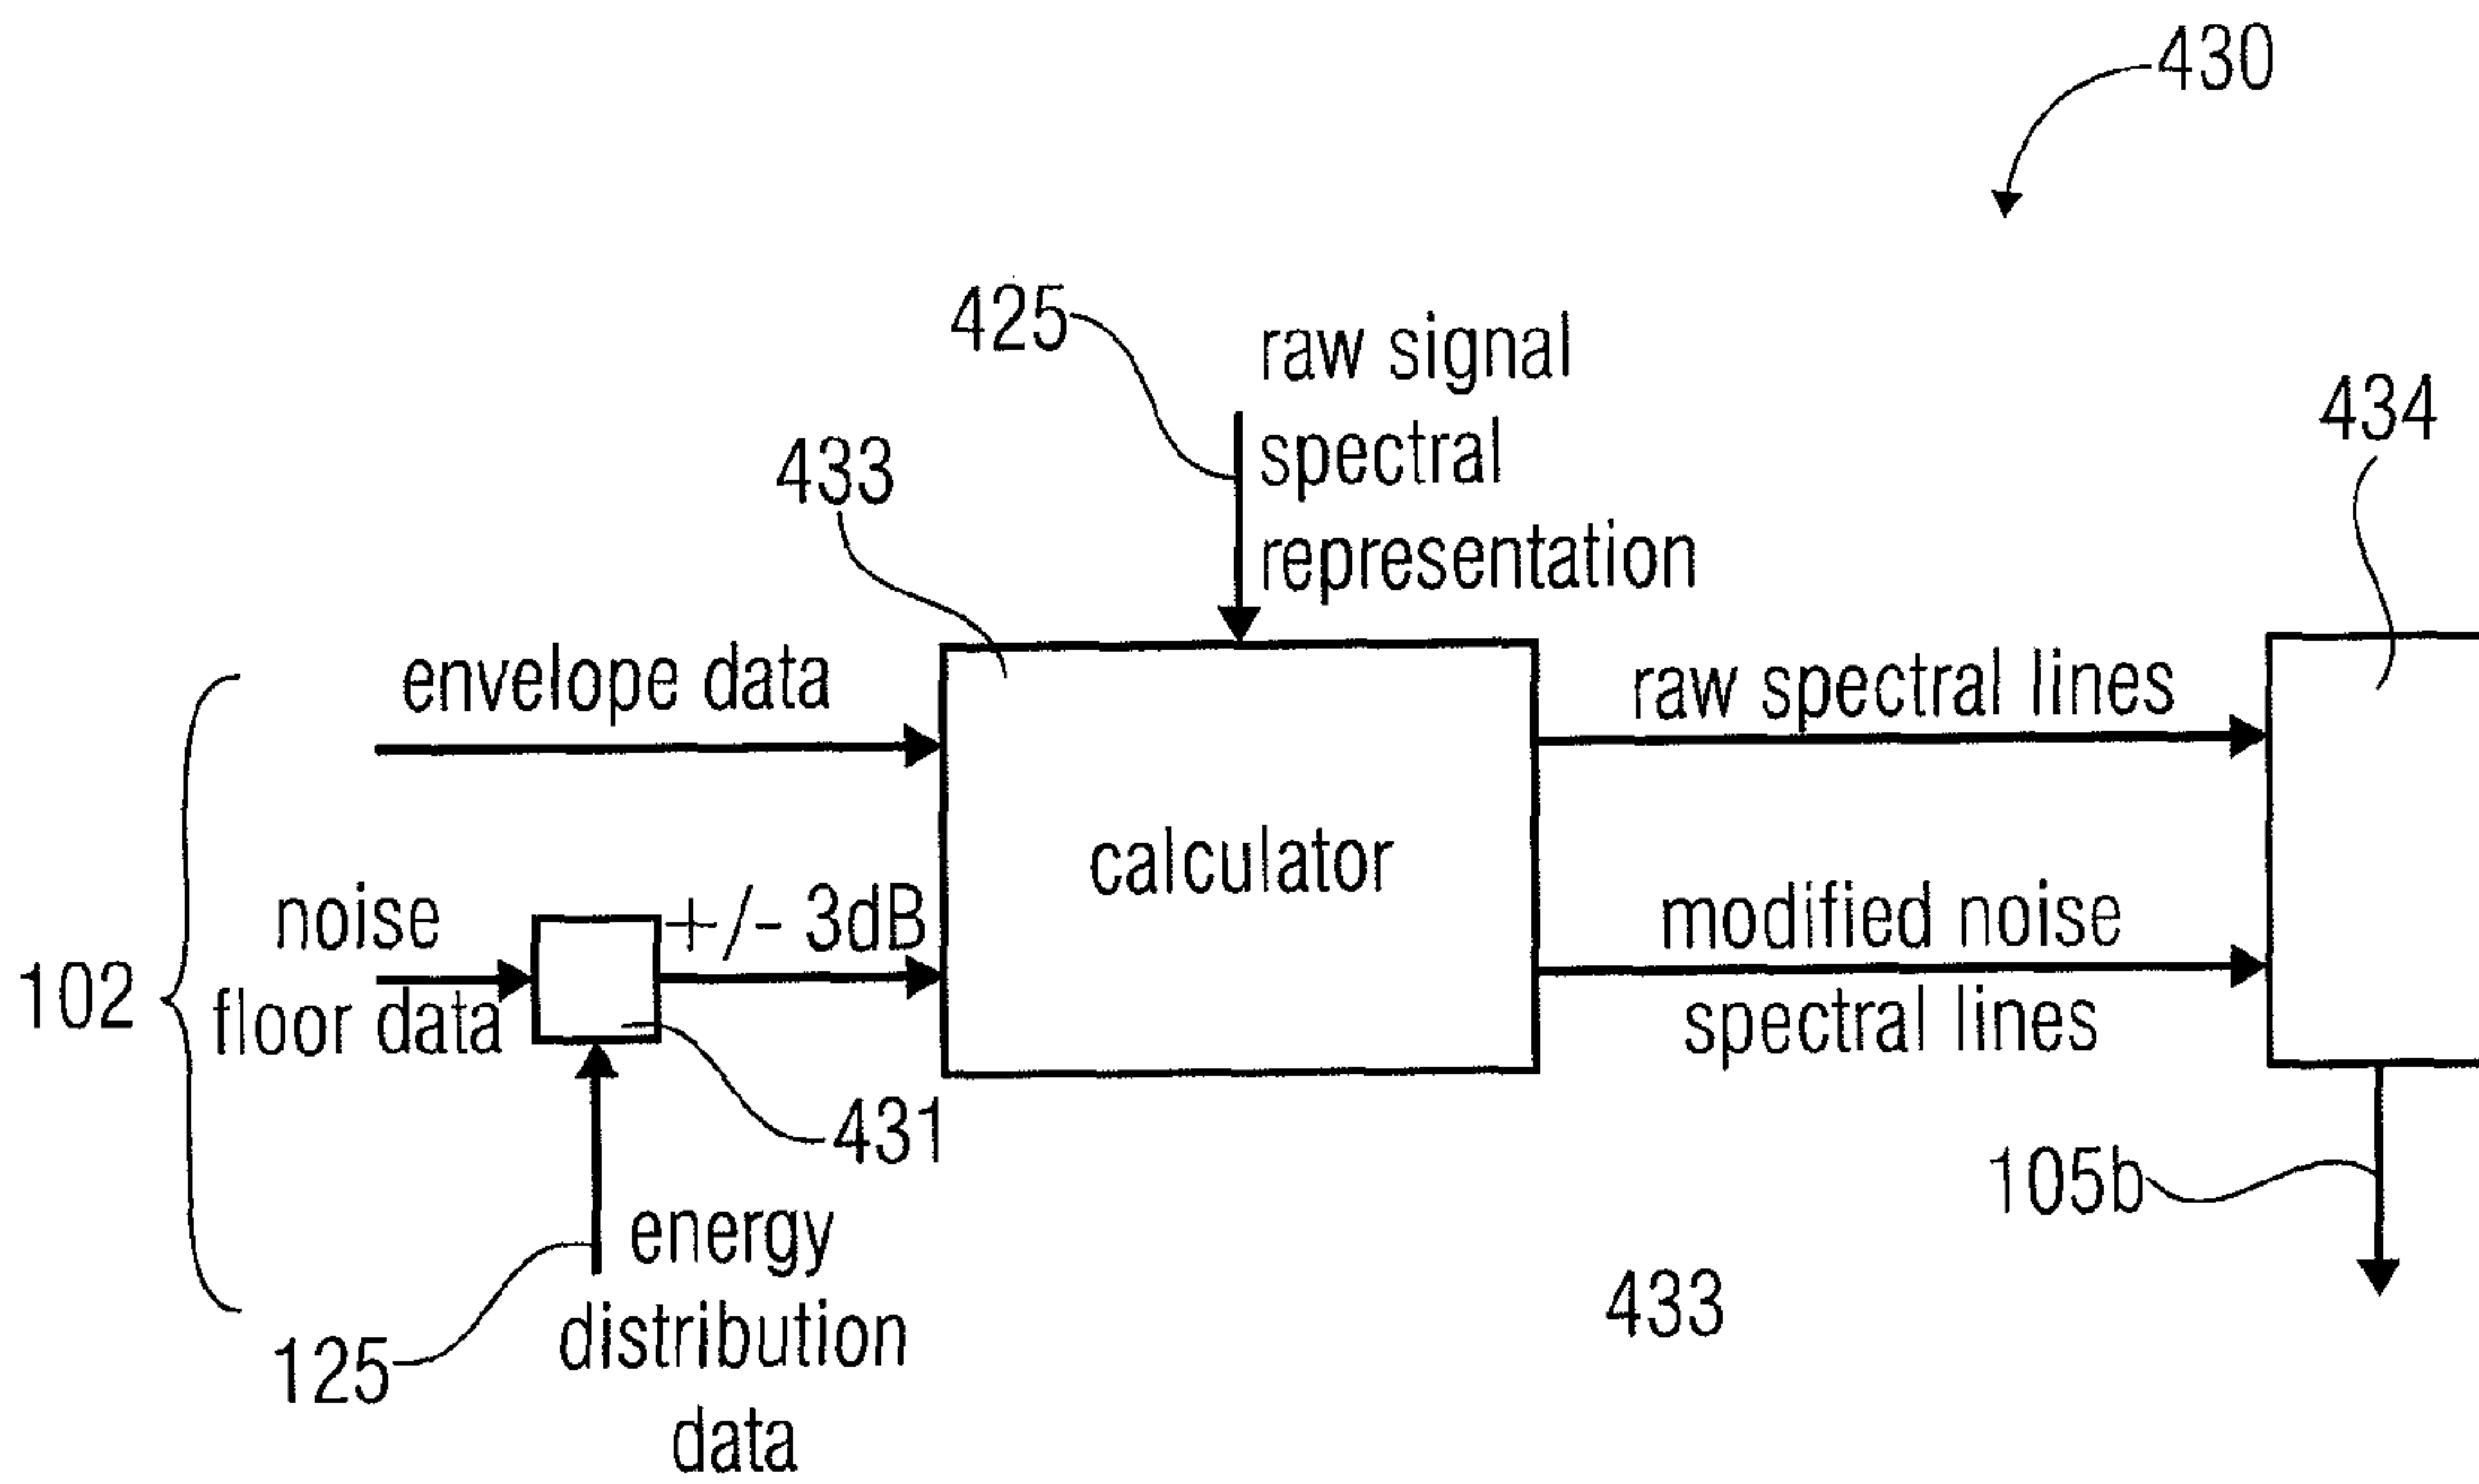 430
425
raw signal
spectral
representation
434
433
envelope data
raw spectral lines
calculator
noise
+/- 3dB
modified noise
102
floor data
spectral lines
431
105b
energy
433
distribution
125
data